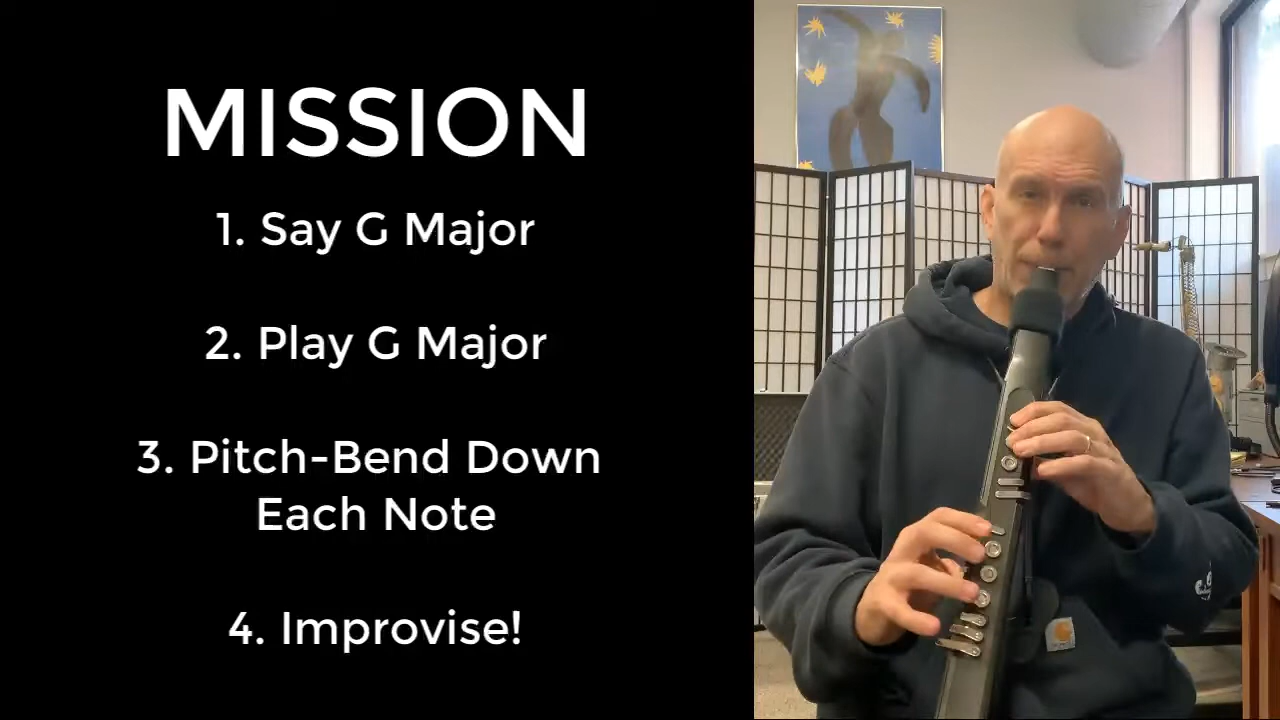 MISSION
1. Say G Major
2. Play G Major
3. Pitch-Bend Down
Each Note
4. Improvise!